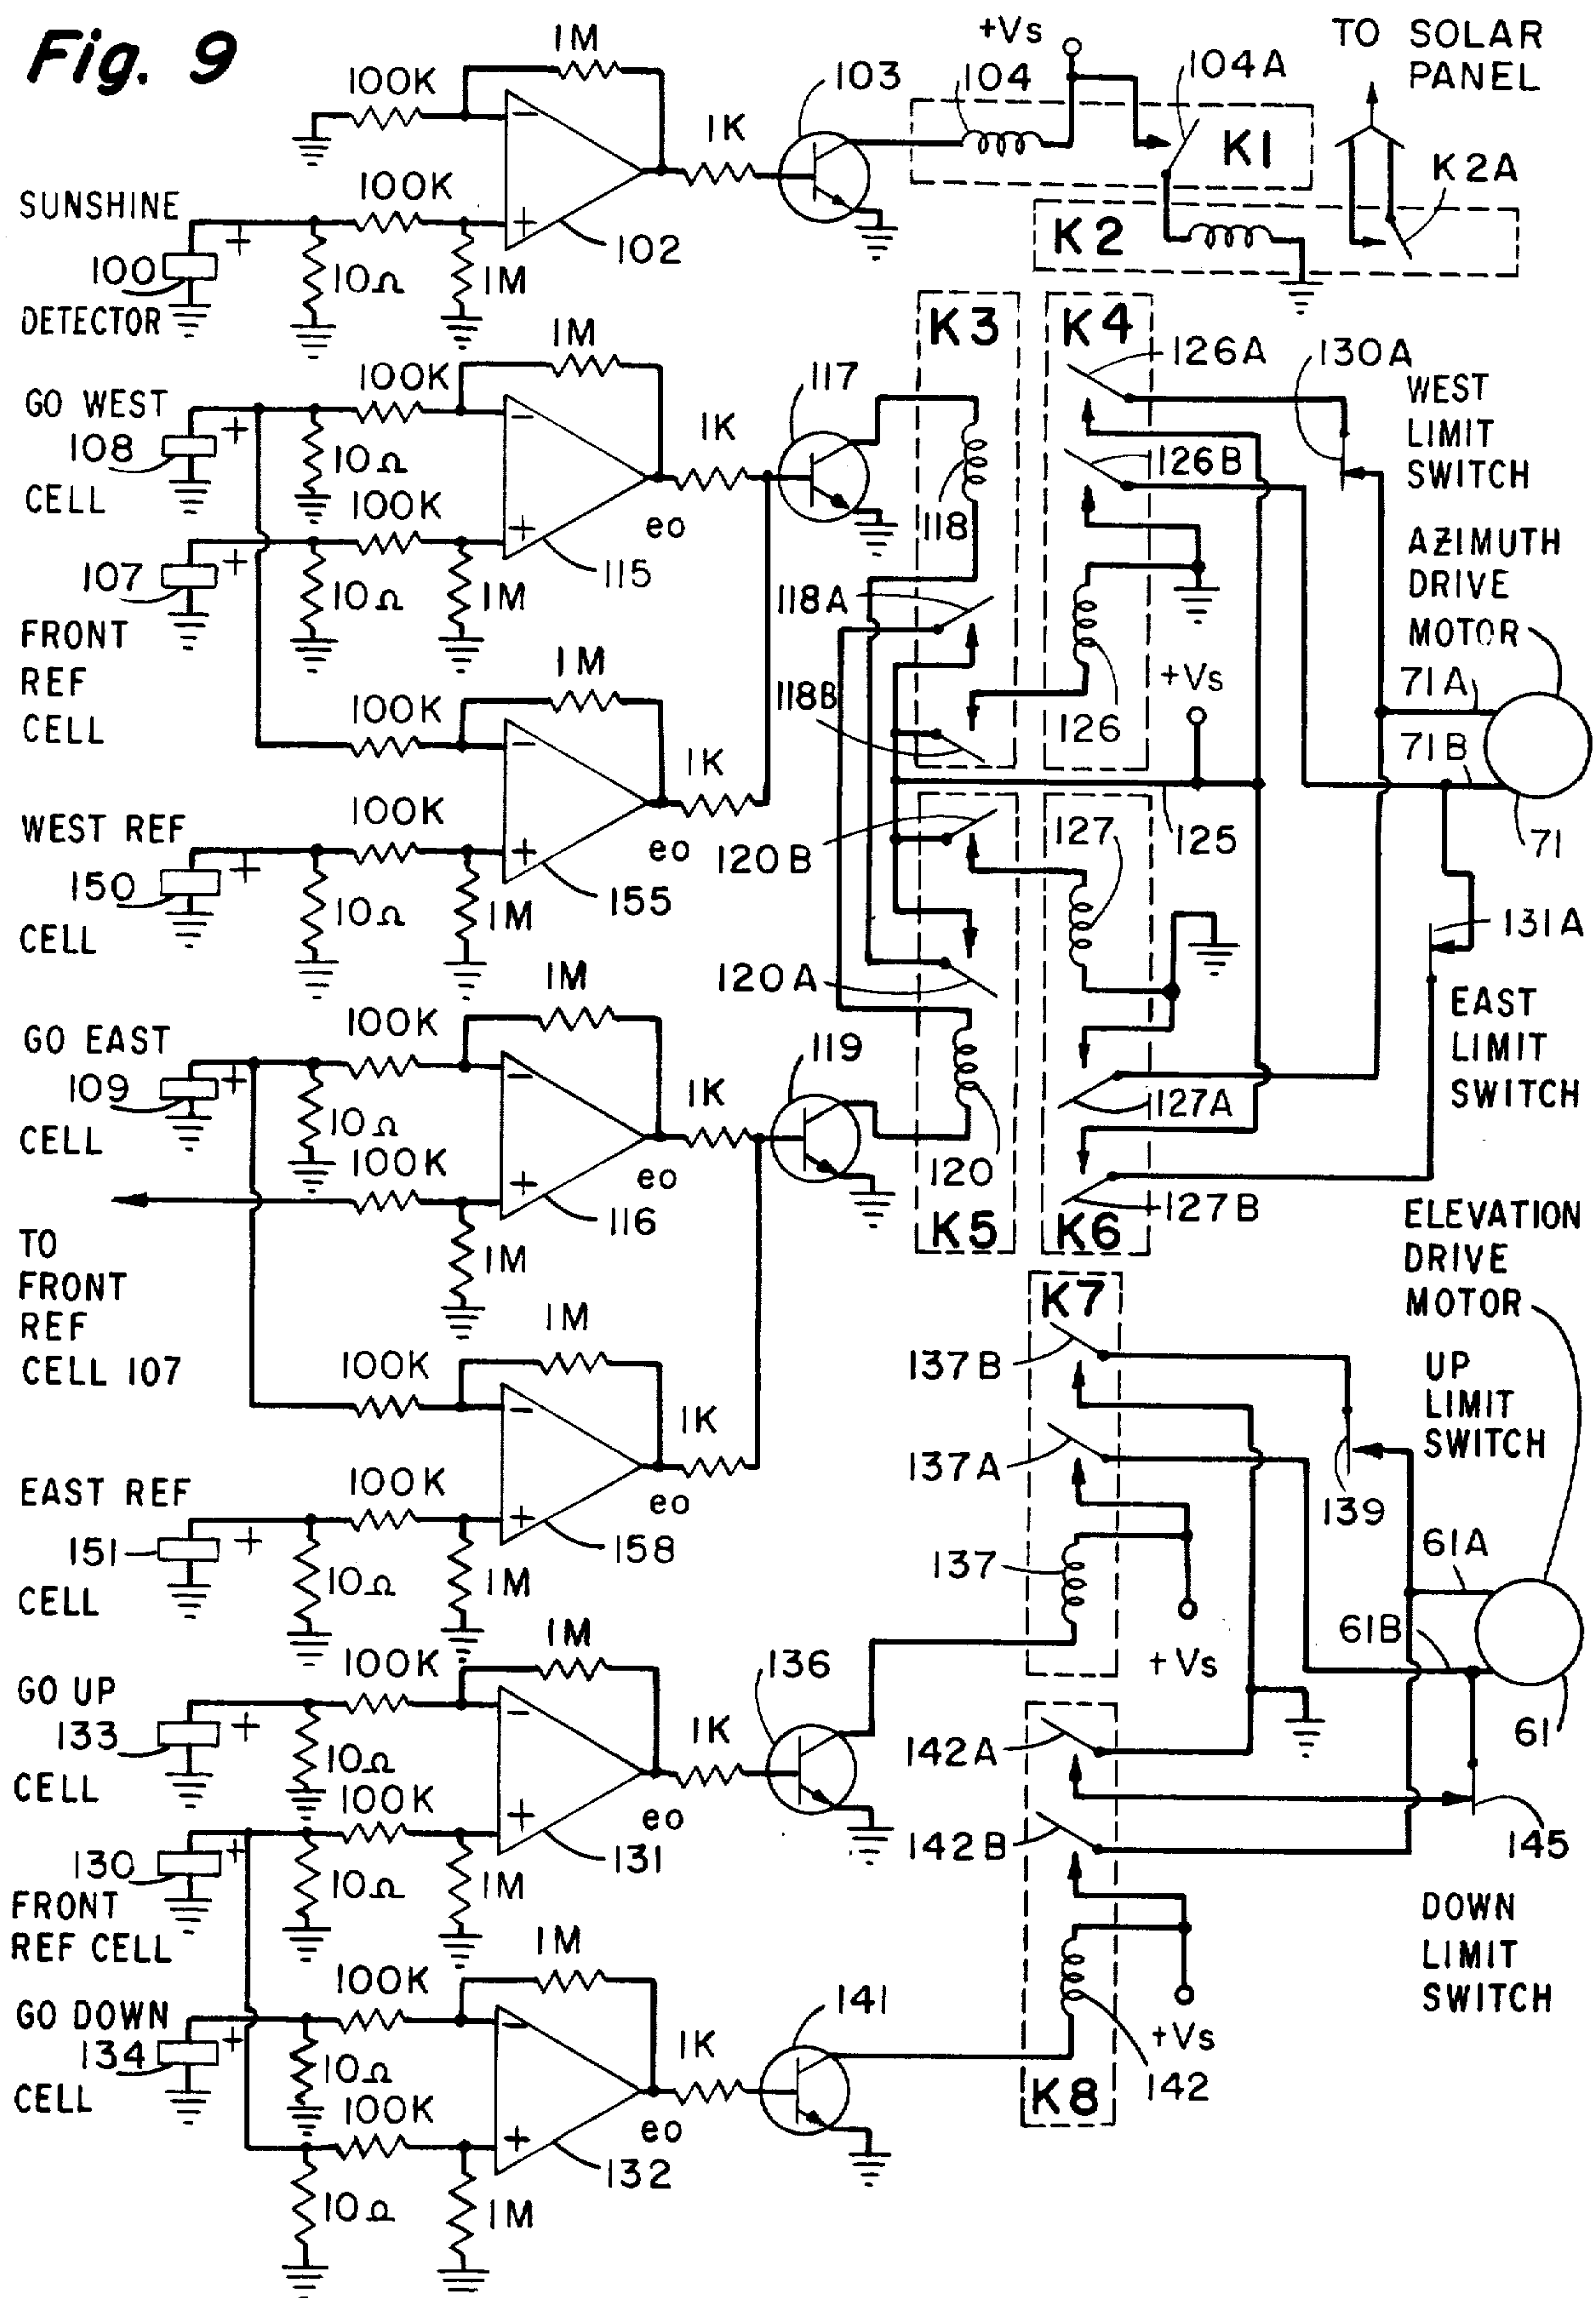 Fig. 9
1M
100K
1K
103
+Vs
104
104A
K1
TO SOLAR
PANEL
K2A
K2
SUNSHINE
100K
+
100
10Ω
1M
102
−
+
DETECTOR
GO WEST
108
CELL
+
100K
1M
10Ω
100K
−
+
1K
eo
115
117
107
+
10Ω
1M
FRONT
REF
CELL
K3
118
118A
118B
K4
126A
126B
126
130A
WEST
LIMIT
SWITCH
AZIMUTH
DRIVE
MOTOR
71A
71B
71
+Vs
125
100K
1M
1K
−
+
eo
155
WEST REF
150
CELL
+
100K
10Ω
1M
120B
120A
127
131A
EAST
LIMIT
SWITCH
GO EAST
109
CELL
+
100K
1M
10Ω
100K
−
+
1K
eo
116
119
120
K5
127A
127B
K6
1M
TO
FRONT
REF
CELL 107
100K
1M
1K
−
+
eo
158
EAST REF
151
CELL
+
100K
10Ω
1M
K7
137B
137A
137
+Vs
ELEVATION
DRIVE
MOTOR
UP
LIMIT
SWITCH
139
61A
61B
61
GO UP
133
CELL
+
100K
1M
10Ω
100K
−
+
1K
eo
131
136
130
+
10Ω
1M
FRONT
REF CELL
142A
142B
145
DOWN
LIMIT
SWITCH
GO DOWN
134
CELL
+
100K
1M
10Ω
100K
−
+
1K
eo
132
141
10Ω
1M
K8
142
+Vs